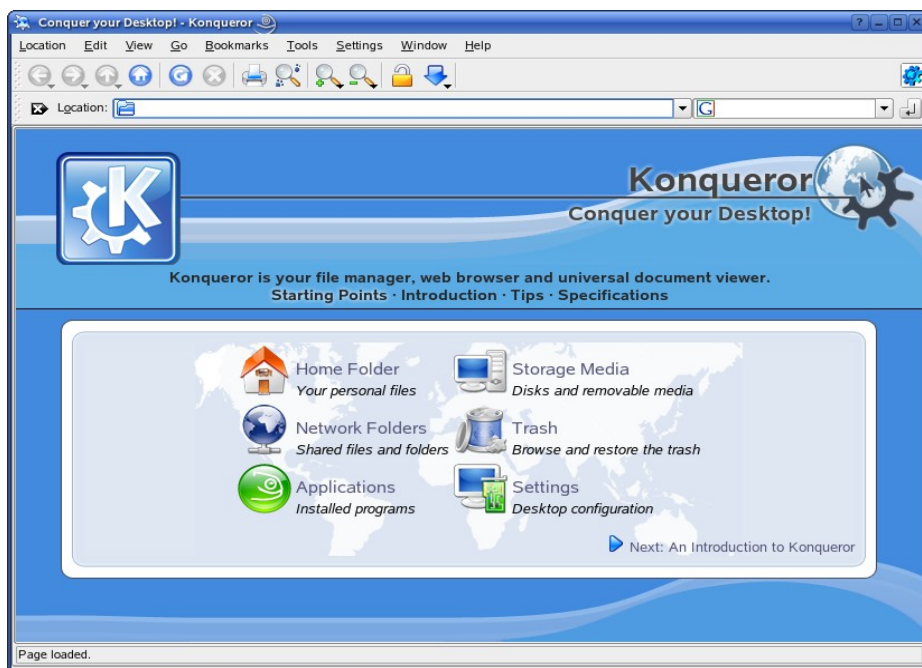 Conquer your Desktop! - Konqueror
Location Edit View Go Bookmarks Tools Settings Window Help
Location:
G
K
Konqueror
Conquer your Desktop!
Konqueror is your file manager, web browser and universal document viewer.
Starting Points · Introduction · Tips · Specifications
Home Folder
Your personal files
Storage Media
Disks and removable media
Network Folders
Shared files and folders
Trash
Browse and restore the trash
Applications
Installed programs
Settings
Desktop configuration
Next: An Introduction to Konqueror
Page loaded.